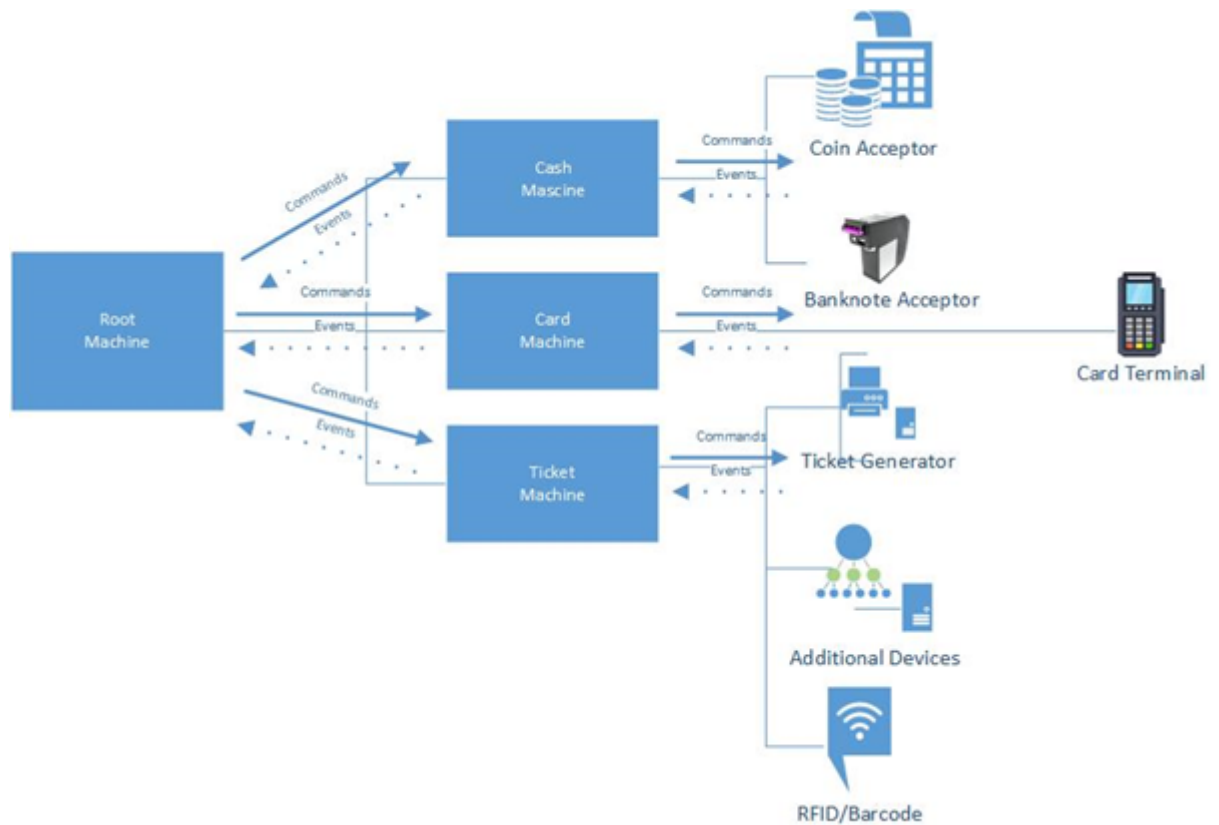 Coin Acceptor
Commands
Events
Cash
Mascine
Commands
Events
Banknote Acceptor
Root
Machine
Commands
Events
Card
Machine
Commands
Events
Card Terminal
Commands
Events
Ticket
Machine
Commands
Events
Ticket Generator
Additional Devices
RFID/Barcode